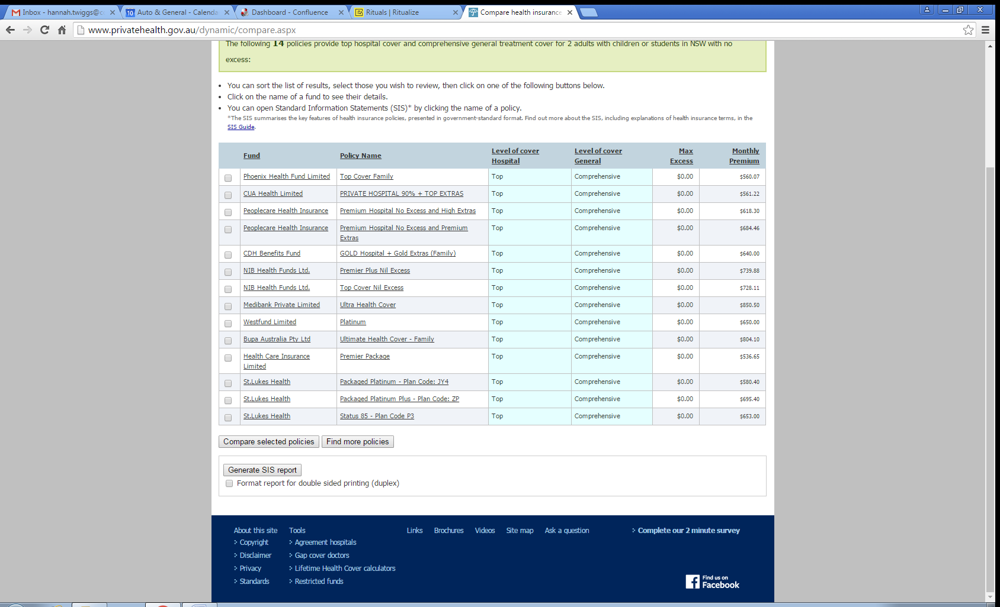 Inbox - hannah.twiggs@c
Auto & General - Calenda
Dashboard - Confluence
Rituals | Ritualize
Compare health insurance
www.privatehealth.gov.au/dynamic/compare.aspx
The following 14 policies provide top hospital cover and comprehensive general treatment cover for 2 adults with children or students in NSW with no
excess:
• You can sort the list of results, select those you wish to review, then click on one of the following buttons below.
• Click on the name of a fund to see their details.
• You can open Standard Information Statements (SIS)* by clicking the name of a policy.
*The SIS summarises the key features of health insurance policies, presented in government-standard format. Find out more about the SIS, including explanations of health insurance terms, in the
SIS Guide.
Fund Policy Name Level of cover Hospital Level of cover General Max Excess Monthly Premium
Phoenix Health Fund Limited Top Cover Family Top Comprehensive $0.00 $560.07
CUA Health Limited PRIVATE HOSPITAL 90% + TOP EXTRAS Top Comprehensive $0.00 $561.22
Peoplecare Health Insurance Premium Hospital No Excess and High Extras Top Comprehensive $0.00 $618.30
Peoplecare Health Insurance Premium Hospital No Excess and Premium Extras Top Comprehensive $0.00 $684.46
CDH Benefits Fund GOLD Hospital + Gold Extras (Family) Top Comprehensive $0.00 $640.00
NIB Health Funds Ltd. Premier Plus Nil Excess Top Comprehensive $0.00 $739.88
NIB Health Funds Ltd. Top Cover Nil Excess Top Comprehensive $0.00 $728.11
Medibank Private Limited Ultra Health Cover Top Comprehensive $0.00 $850.50
Westfund Limited Platinum Top Comprehensive $0.00 $650.00
Bupa Australia Pty Ltd Ultimate Health Cover - Family Top Comprehensive $0.00 $804.10
Health Care Insurance Limited Premier Package Top Comprehensive $0.00 $536.65
St.Lukes Health Packaged Platinum - Plan Code: JY4 Top Comprehensive $0.00 $580.40
St.Lukes Health Packaged Platinum Plus - Plan Code: ZP Top Comprehensive $0.00 $695.40
St.Lukes Health Status 85 - Plan Code P3 Top Comprehensive $0.00 $653.00
Compare selected policies Find more policies
Generate SIS report
Format report for double sided printing (duplex)
About this site Tools Links Brochures Videos Site map Ask a question Complete our 2 minute survey
Copyright Agreement hospitals
Disclaimer Gap cover doctors
Privacy Lifetime Health Cover calculators
Standards Restricted funds
Find us on
Facebook